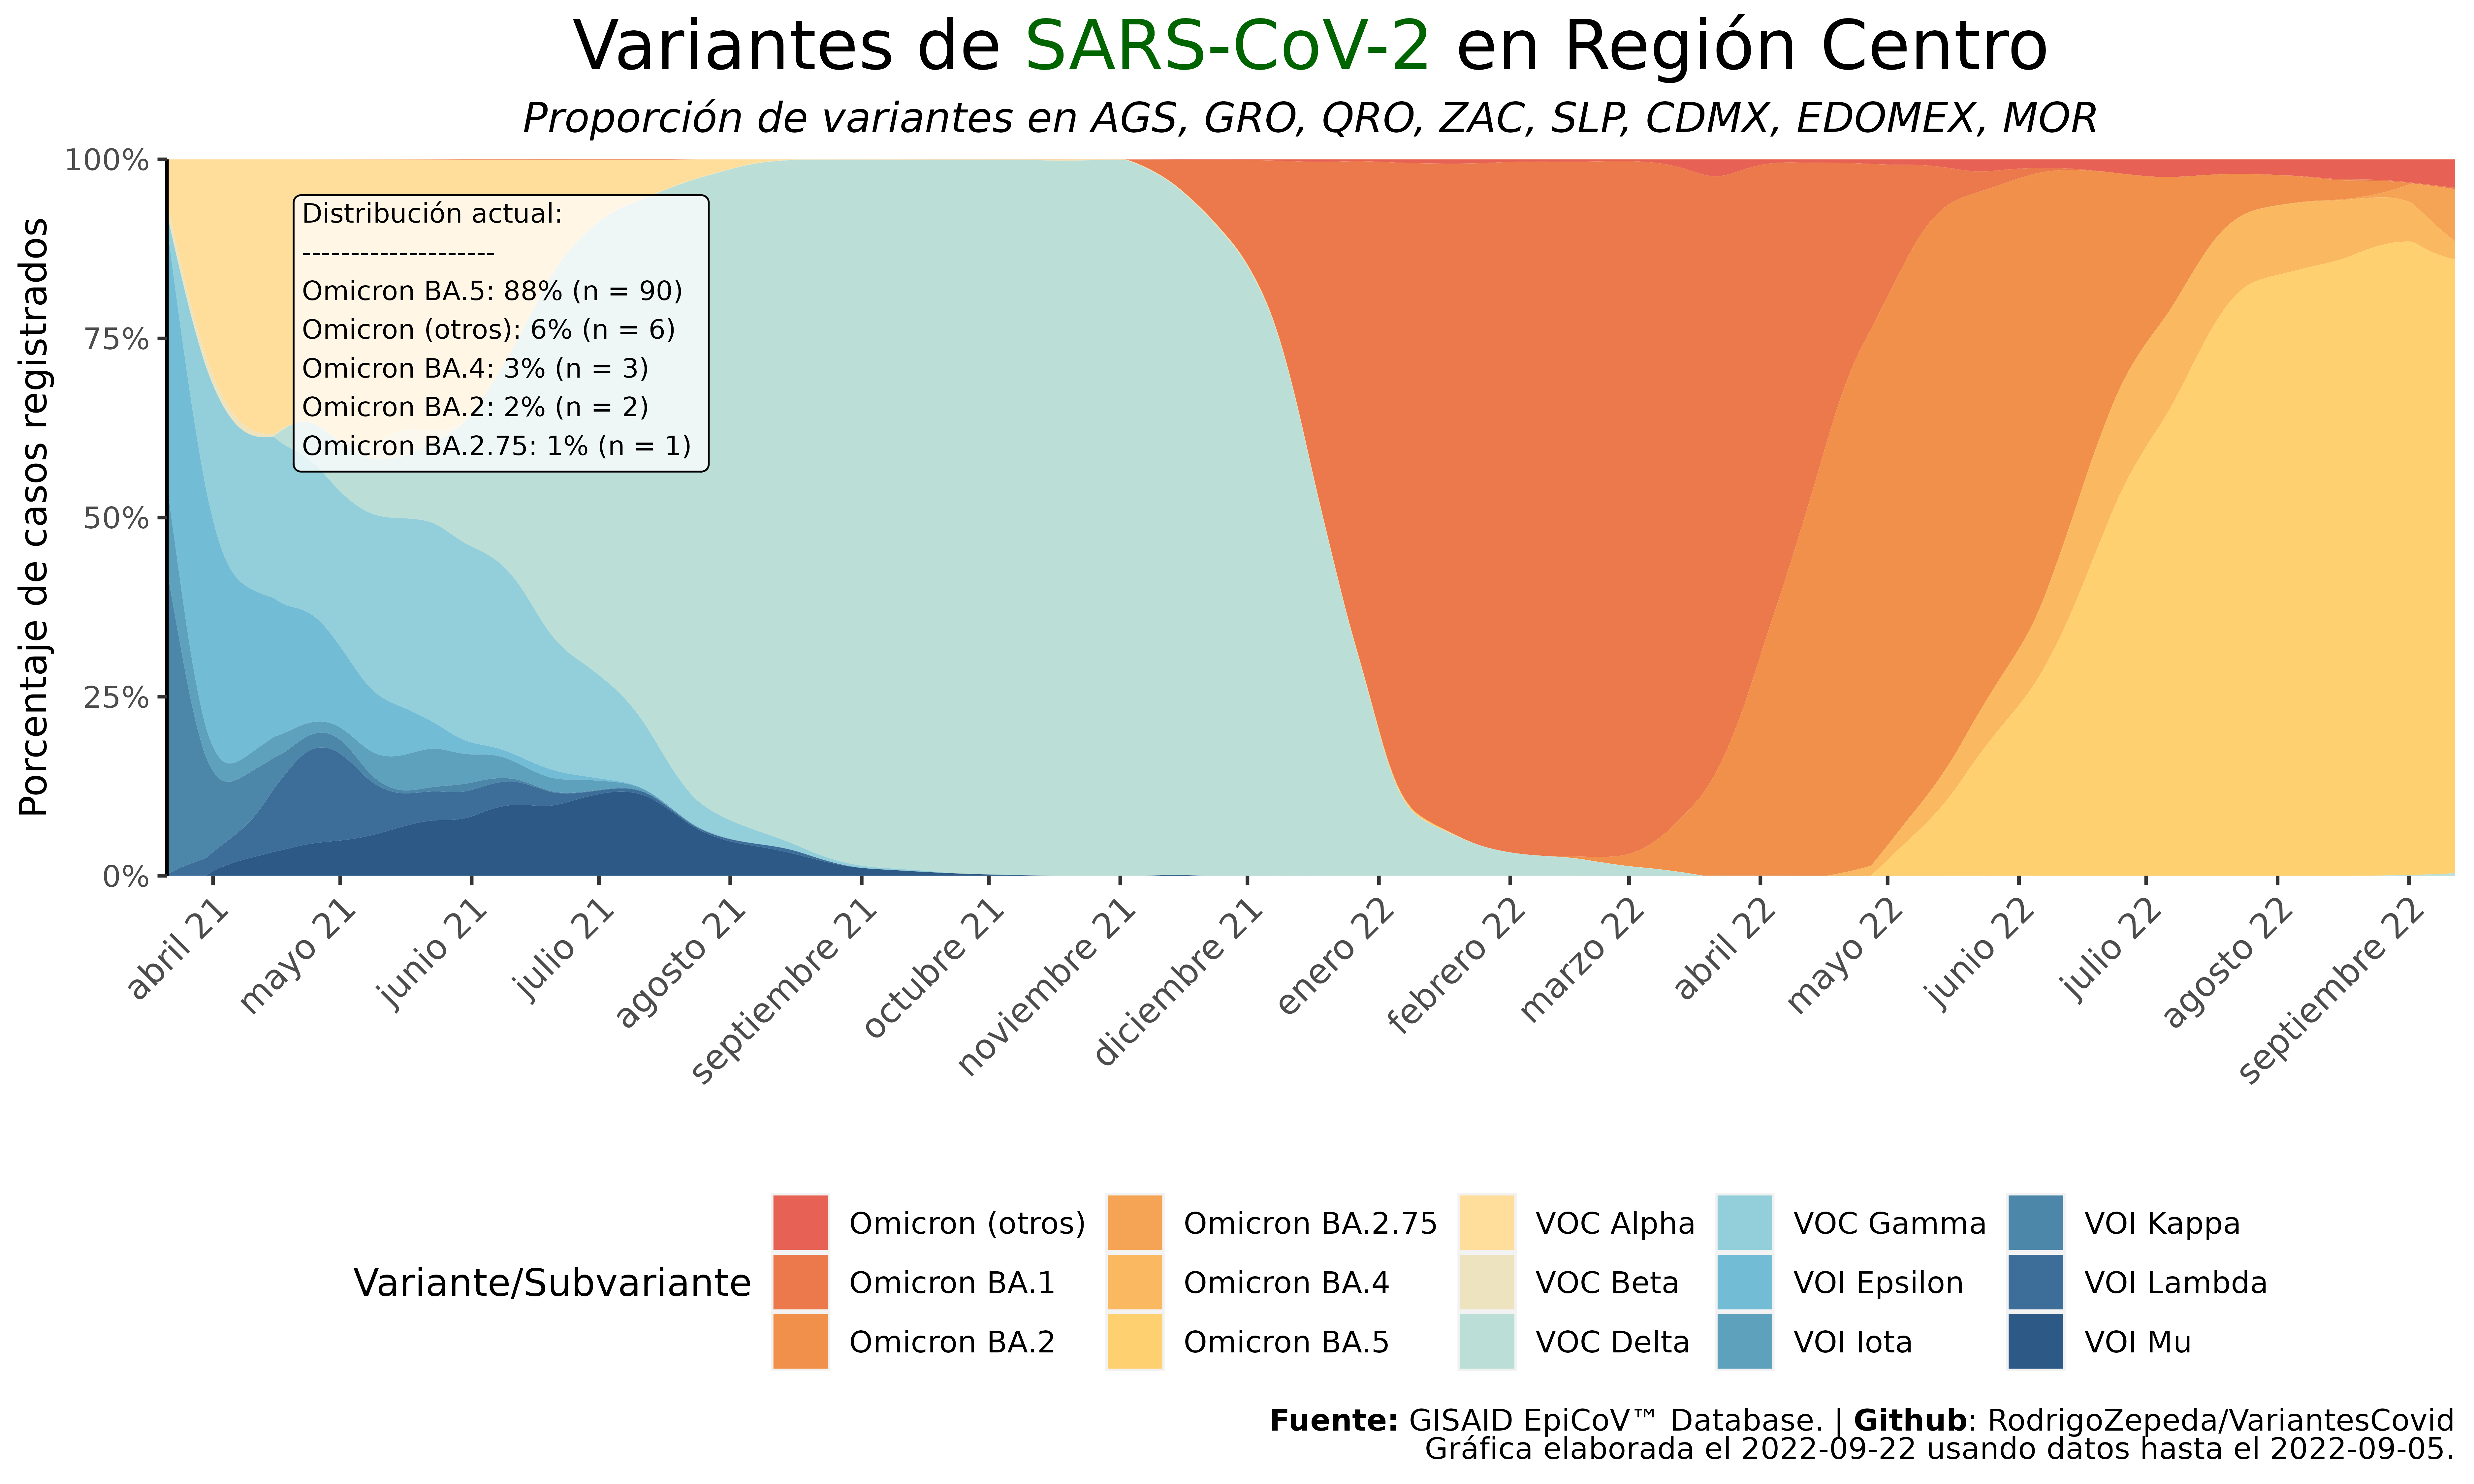 Variantes de SARS-CoV-2 en Región Centro
Proporción de variantes en AGS, GRO, QRO, ZAC, SLP, CDMX, EDOMEX, MOR
Porcentaje de casos registrados
100%
75%
50%
25%
0%
Distribución actual:
---------------------
Omicron BA.5: 88% (n = 90)
Omicron (otros): 6% (n = 6)
Omicron BA.4: 3% (n = 3)
Omicron BA.2: 2% (n = 2)
Omicron BA.2.75: 1% (n = 1)
abril 21
mayo 21
junio 21
julio 21
agosto 21
septiembre 21
octubre 21
noviembre 21
diciembre 21
enero 22
febrero 22
marzo 22
abril 22
mayo 22
junio 22
julio 22
agosto 22
septiembre 22
Variante/Subvariante
Omicron (otros)
Omicron BA.1
Omicron BA.2
Omicron BA.2.75
Omicron BA.4
Omicron BA.5
VOC Alpha
VOC Beta
VOC Delta
VOC Gamma
VOI Epsilon
VOI Iota
VOI Kappa
VOI Lambda
VOI Mu
Fuente: GISAID EpiCoV™ Database. | Github: RodrigoZepeda/VariantesCovid
Gráfica elaborada el 2022-09-22 usando datos hasta el 2022-09-05.